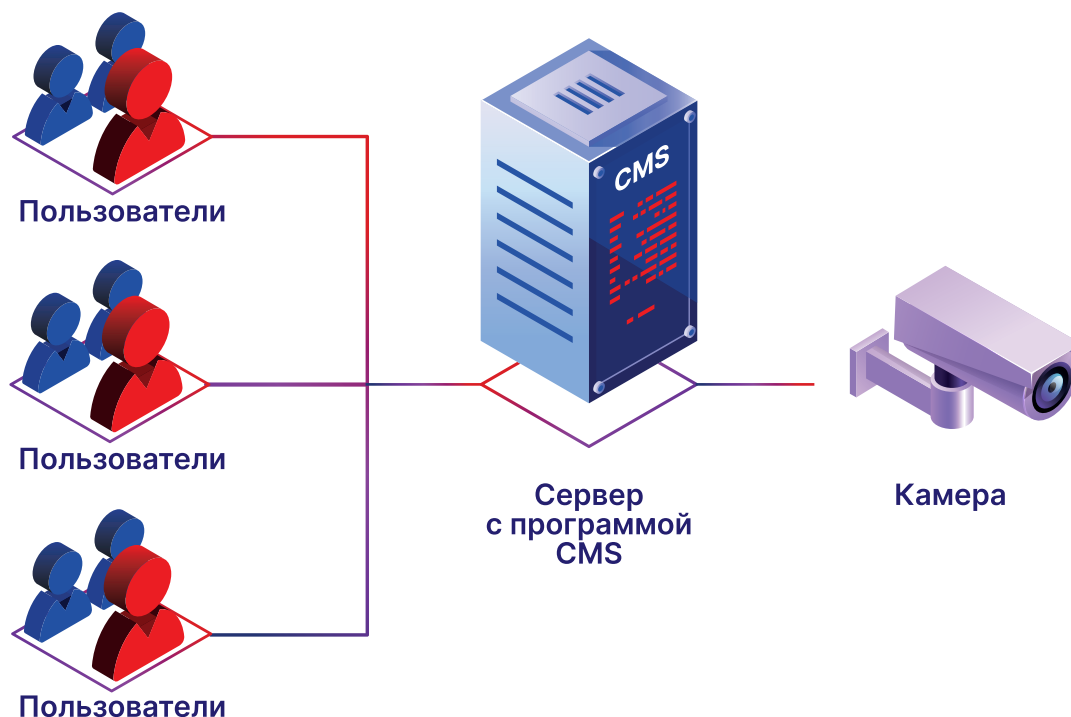 Пользователи
CMS
Пользователи
Сервер
с программой
CMS
Камера
Пользователи